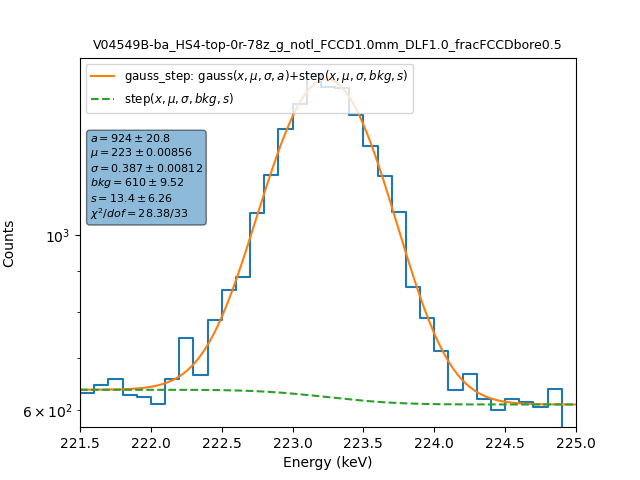 V04549B-ba_HS4-top-0r-78z_g_notl_FCCD1.0mm_DLF1.0_fracFCCDbore0.5
gauss_step: gauss(x, μ, σ, a)+step(x, μ, σ, bkg, s)
step(x, μ, σ, bkg, s)
a = 924 ± 20.8
μ = 223 ± 0.00856
σ = 0.387 ± 0.00812
bkg = 610 ± 9.52
s = 13.4 ± 6.26
χ²/dof = 28.38/33
Counts
10³
6 × 10²
221.5 222.0 222.5 223.0 223.5 224.0 224.5 225.0
Energy (keV)